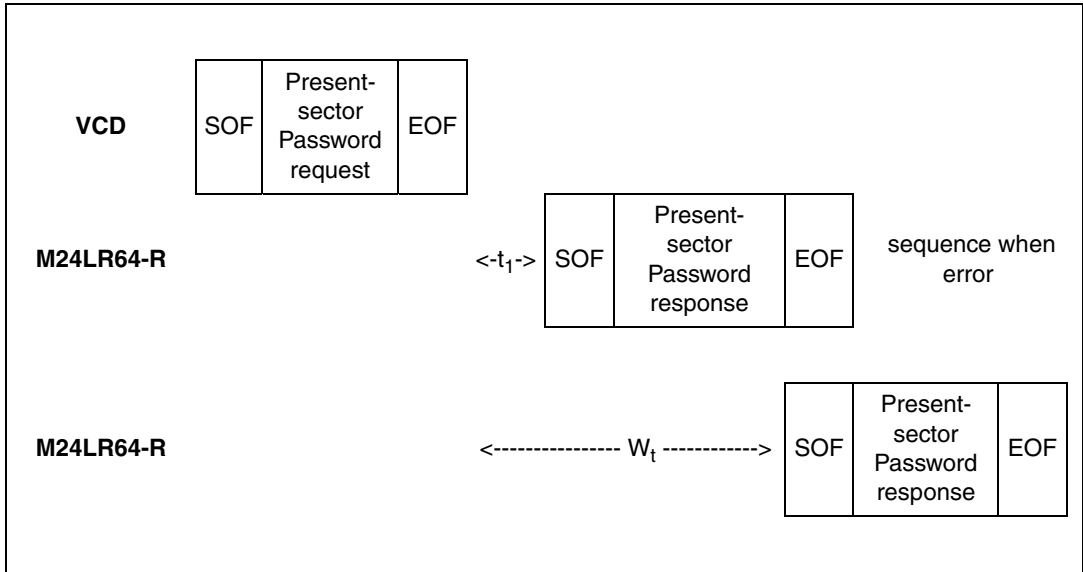 VCD
SOF
Present-
sector
Password
request
EOF
M24LR64-R
<-t1->
SOF
Present-
sector
Password
response
EOF
sequence when
error
M24LR64-R
<---------------- Wt ------------>
SOF
Present-
sector
Password
response
EOF